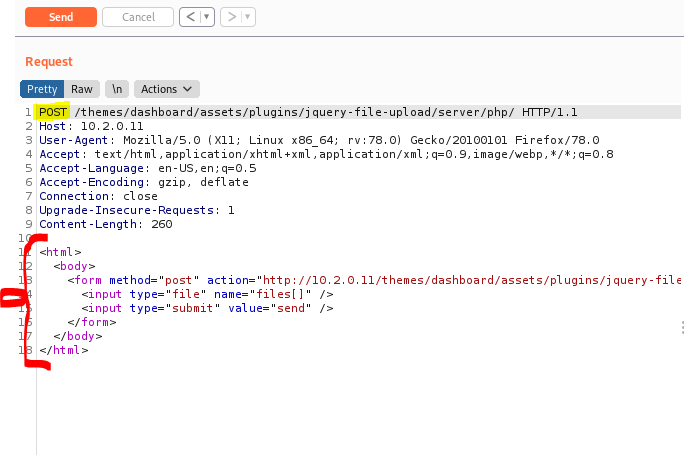 Send
Cancel
< ▼
> ▼
Request
Pretty Raw \n Actions
1 POST /themes/dashboard/assets/plugins/jquery-file-upload/server/php/ HTTP/1.1
2 Host: 10.2.0.11
3 User-Agent: Mozilla/5.0 (X11; Linux x86_64; rv:78.0) Gecko/20100101 Firefox/78.0
4 Accept: text/html,application/xhtml+xml,application/xml;q=0.9,image/webp,*/*;q=0.8
5 Accept-Language: en-US,en;q=0.5
6 Accept-Encoding: gzip, deflate
7 Connection: close
8 Upgrade-Insecure-Requests: 1
9 Content-Length: 260
10
11 <html>
12 <body>
13 <form method="post" action="http://10.2.0.11/themes/dashboard/assets/plugins/jquery-file
14 <input type="file" name="files[]" />
15 <input type="submit" value="send" />
16 </form>
17 </body>
18 </html>